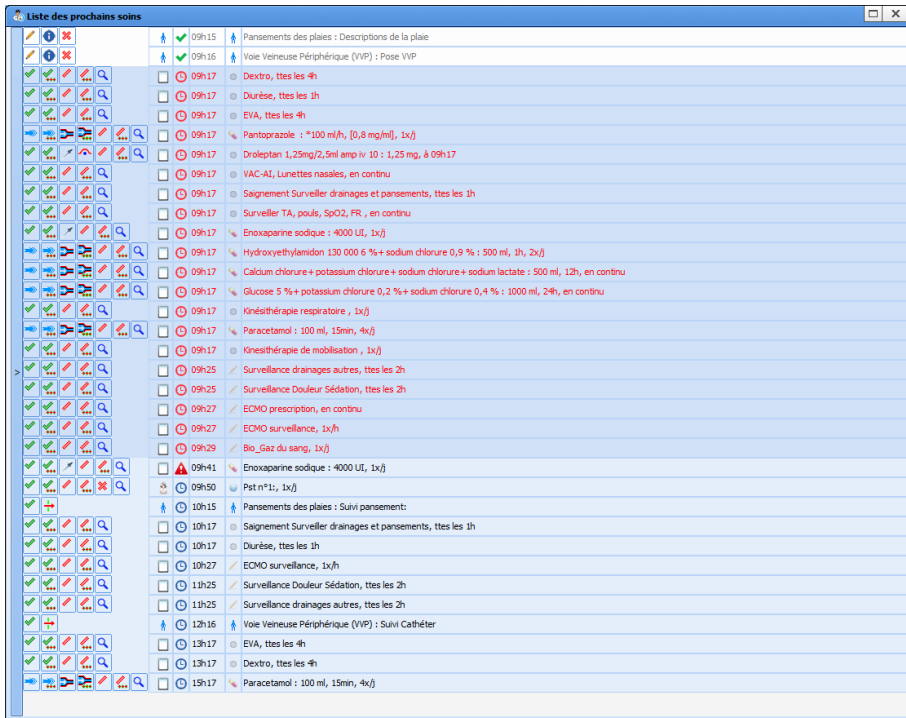 Liste des prochains soins
09h15 Pansements des plaies : Descriptions de la plaie
09h16 Voie Veineuse Périphérique (VVP) : Pose VVP
09h17 Dextro, ttes les 4h
09h17 Diurèse, ttes les 1h
09h17 EVA, ttes les 4h
09h17 Pantoprazole : *100 ml/h, [0,8 mg/ml], 1x/j
09h17 Droleptan 1,25mg/2,5ml amp iv 10 : 1,25 mg, à 09h17
09h17 VAC-AI, Lunettes nasales, en continu
09h17 Saignement Surveiller drainages et pansements, ttes les 1h
09h17 Surveiller TA, pouls, SpO2, FR , en continu
09h17 Enoxaparine sodique : 4000 UI, 1x/j
09h17 Hydroxyethylamidon 130 000 6 %+ sodium chlorure 0,9 % : 500 ml, 1h, 2x/j
09h17 Calcium chlorure+ potassium chlorure+ sodium chlorure+ sodium lactate : 500 ml, 12h, en continu
09h17 Glucose 5 %+ potassium chlorure 0,2 %+ sodium chlorure 0,4 % : 1000 ml, 24h, en continu
09h17 Kinésithérapie respiratoire , 1x/j
09h17 Paracetamol : 100 ml, 15min, 4x/j
09h17 Kinesithérapie de mobilisation , 1x/j
> 09h25 Surveillance drainages autres, ttes les 2h
09h25 Surveillance Douleur Sédation, ttes les 2h
09h27 ECMO prescription, en continu
09h27 ECMO surveillance, 1x/h
09h29 Bio_Gaz du sang, 1x/j
09h41 Enoxaparine sodique : 4000 UI, 1x/j
09h50 Pst n°1:, 1x/j
10h15 Pansements des plaies : Suivi pansement:
10h17 Saignement Surveiller drainages et pansements, ttes les 1h
10h17 Diurèse, ttes les 1h
10h27 ECMO surveillance, 1x/h
11h25 Surveillance Douleur Sédation, ttes les 2h
11h25 Surveillance drainages autres, ttes les 2h
12h16 Voie Veineuse Périphérique (VVP) : Suivi Cathéter
13h17 EVA, ttes les 4h
13h17 Dextro, ttes les 4h
15h17 Paracetamol : 100 ml, 15min, 4x/j